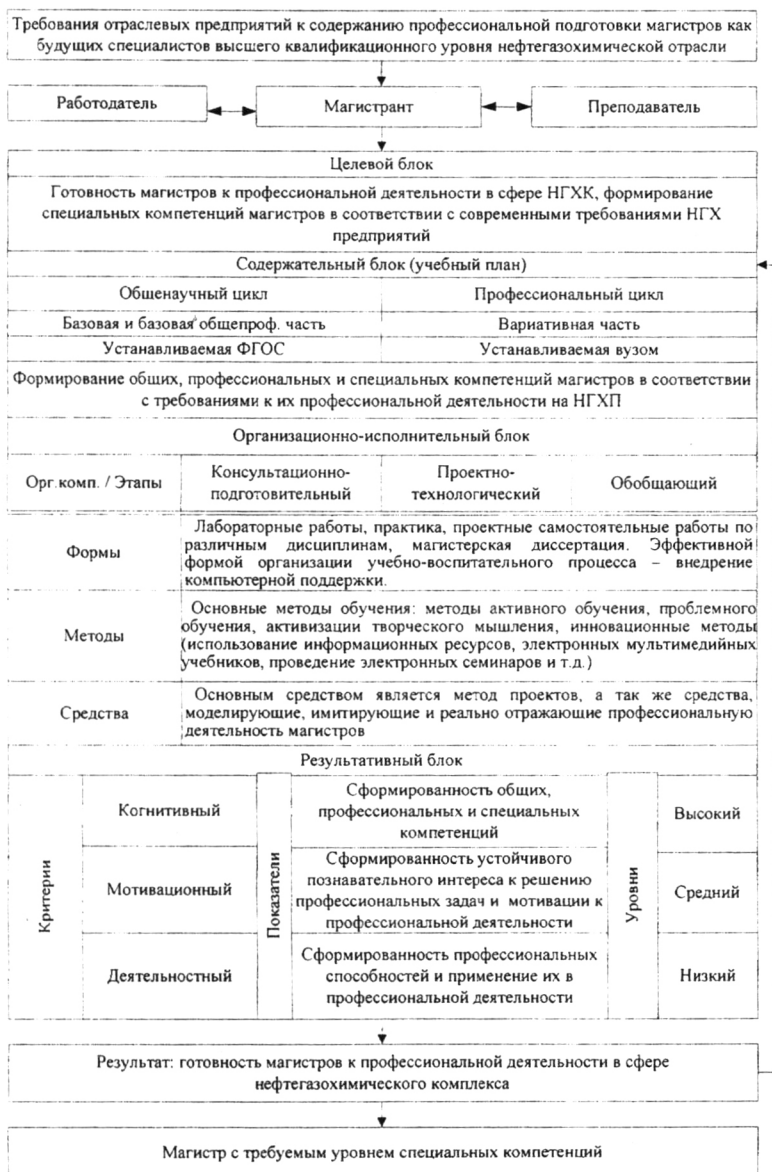 Требования отраслевых предприятий к содержанию профессиональной подготовки магистров как
будущих специалистов высшего квалификационного уровня нефтегазохимической отрасли
Работодатель
Магистрант
Преподаватель
Целевой блок
Готовность магистров к профессиональной деятельности в сфере НГХК, формирование
специальных компетенций магистров в соответствии с современными требованиями НГХ
предприятий
Содержательный блок (учебный план)
Общенаучный цикл
Профессиональный цикл
Базовая и базовая общепроф. часть
Вариативная часть
Устанавливаемая ФГОС
Устанавливаемая вузом
Формирование общих, профессиональных и специальных компетенций магистров в соответствии
с требованиями к их профессиональной деятельности на НГХП
Организационно-исполнительный блок
Орг.комп. / Этапы
Консультационно-
подготовительный
Проектно-
технологический
Обобщающий
Формы
Лабораторные работы, практика, проектные самостоятельные работы по
различным дисциплинам, магистерская диссертация. Эффективной
формой организации учебно-воспитательного процесса – внедрение
компьютерной поддержки.
Методы
Основные методы обучения: методы активного обучения, проблемного
обучения, активизации творческого мышления, инновационные методы
(использование информационных ресурсов, электронных мультимедийных
учебников, проведение электронных семинаров и т.д.)
Средства
Основным средством является метод проектов, а так же средства,
моделирующие, имитирующие и реально отражающие профессиональную
деятельность магистров
Результативный блок
Критерии
Когнитивный
Мотивационный
Деятельностный
Показатели
Сформированность общих,
профессиональных и специальных
компетенций
Сформированность устойчивого
познавательного интереса к решению
профессиональных задач и мотивации к
профессиональной деятельности
Сформированность профессиональных
способностей и применение их в
профессиональной деятельности
Уровни
Высокий
Средний
Низкий
Результат: готовность магистров к профессиональной деятельности в сфере
нефтегазохимического комплекса
Магистр с требуемым уровнем специальных компетенций